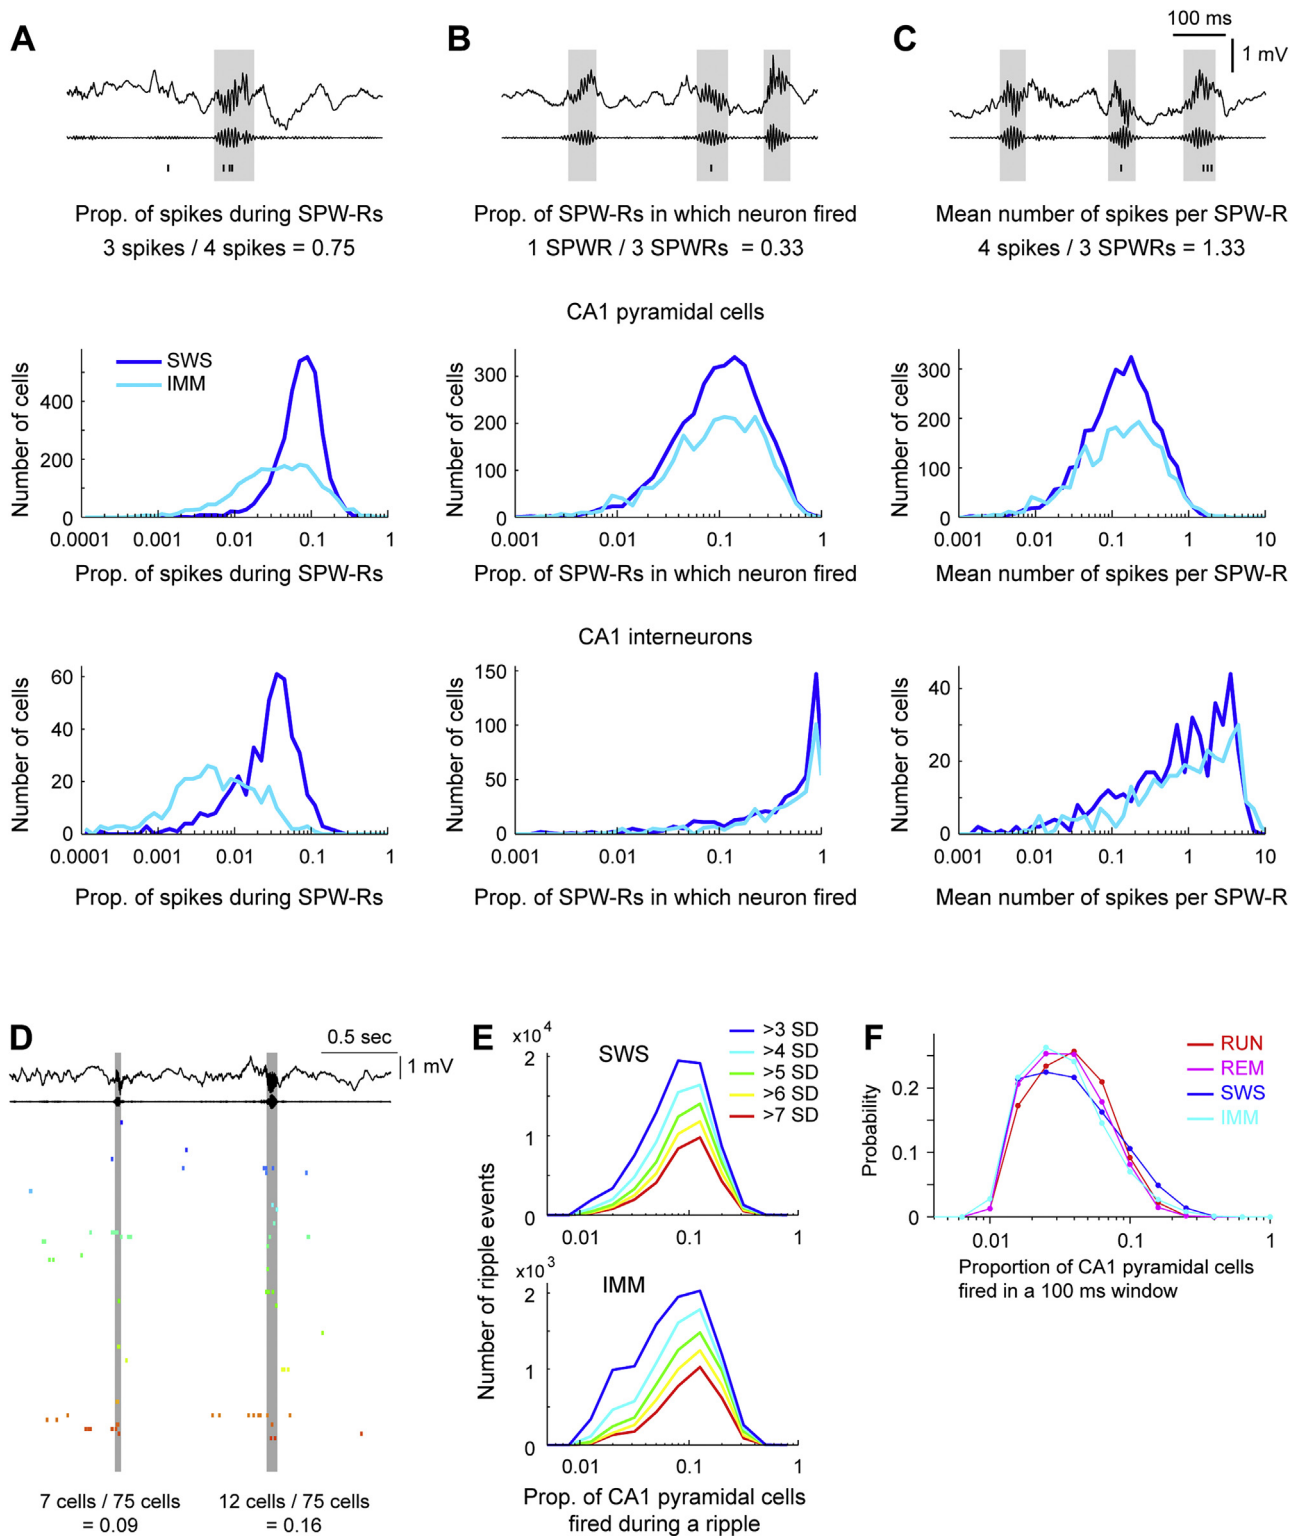 A
B
C
100 ms
1 mV
Prop. of spikes during SPW-Rs
3 spikes / 4 spikes = 0.75
Prop. of SPW-Rs in which neuron fired
1 SPWR / 3 SPWRs = 0.33
Mean number of spikes per SPW-R
4 spikes / 3 SPWRs = 1.33
CA1 pyramidal cells
SWS
IMM
Number of cells
400
200
0
0.0001 0.001 0.01 0.1 1
Prop. of spikes during SPW-Rs
Number of cells
300
200
100
0
0.001 0.01 0.1 1
Prop. of SPW-Rs in which neuron fired
Number of cells
300
200
100
0
0.001 0.01 0.1 1 10
Mean number of spikes per SPW-R
CA1 interneurons
Number of cells
60
40
20
0
0.0001 0.001 0.01 0.1 1
Prop. of spikes during SPW-Rs
Number of cells
150
100
50
0
0.001 0.01 0.1 1
Prop. of SPW-Rs in which neuron fired
Number of cells
40
20
0
0.001 0.01 0.1 1 10
Mean number of spikes per SPW-R
D
0.5 sec
1 mV
7 cells / 75 cells
= 0.09
12 cells / 75 cells
= 0.16
E
x10⁴
SWS
>3 SD
>4 SD
>5 SD
>6 SD
>7 SD
2
1
0
0.01 0.1 1
Number of ripple events
x10³
IMM
2
1
0
0.01 0.1 1
Prop. of CA1 pyramidal cells
fired during a ripple
F
RUN
REM
SWS
IMM
Probability
0.2
0.1
0
0.01 0.1 1
Proportion of CA1 pyramidal cells
fired in a 100 ms window